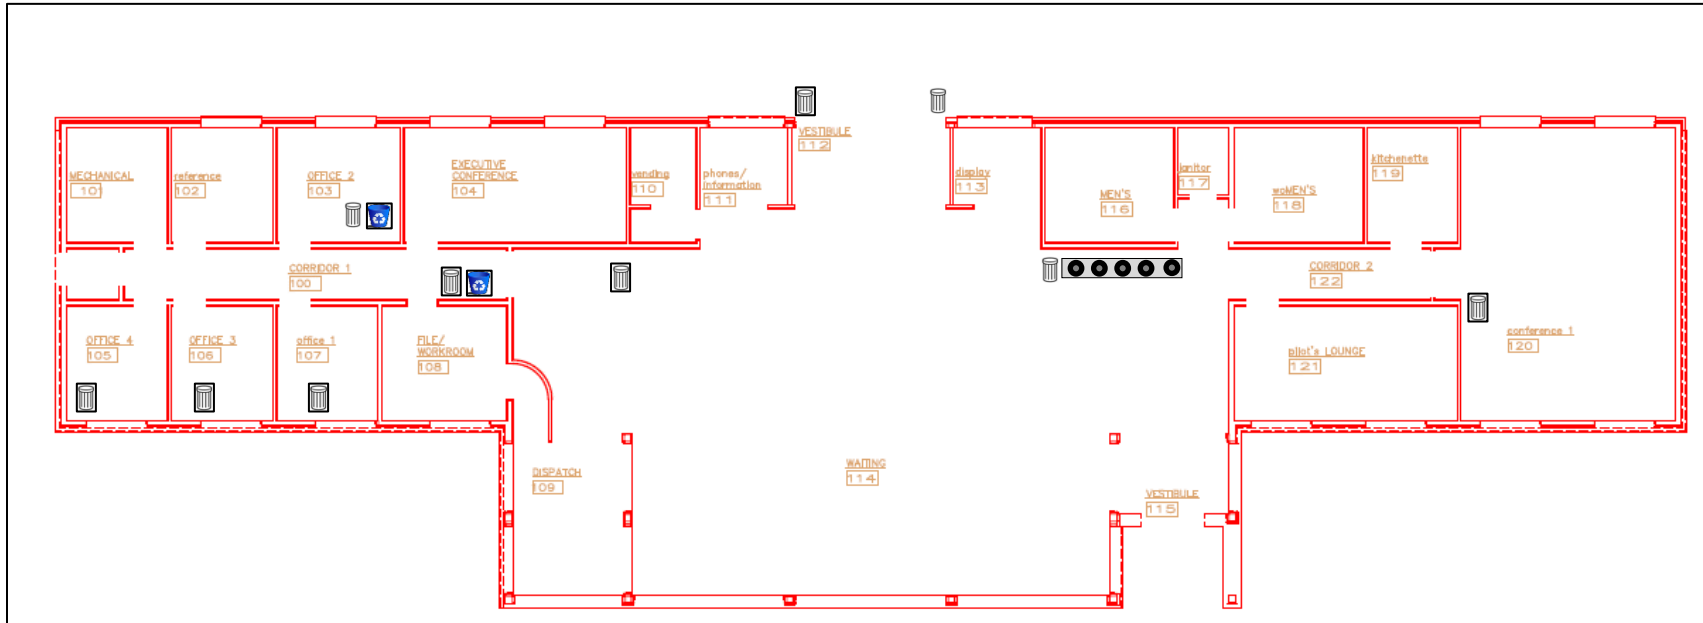 MECHANICAL
101
reference
102
OFFICE 2
103
EXECUTIVE
CONFERENCE
104
vending
110
phones/
information
111
VESTIBULE
112
display
113
MEN'S
116
janitor
117
woMEN'S
118
kitchenette
119
CORRIDOR 1
100
CORRIDOR 2
122
OFFICE 4
105
OFFICE 3
106
office 1
107
FILE/
WORKROOM
108
pilot's LOUNGE
121
conference 1
120
DISPATCH
109
WAITING
114
VESTIBULE
115